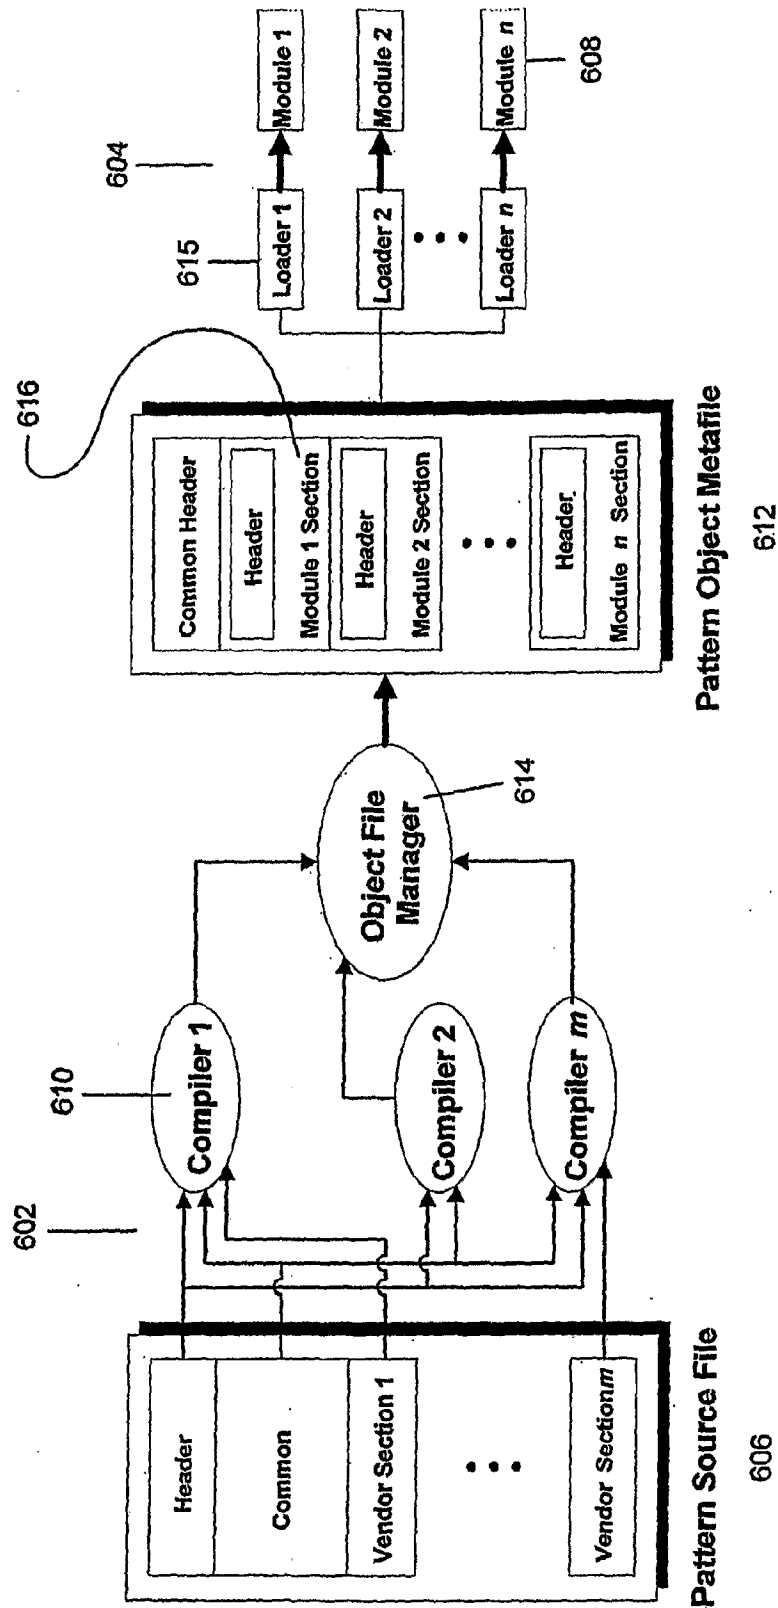 602
610
616
604
615
Header
Common
Vendor Section 1
Vendor Section m
Pattern Source File
606
Compiler 1
Compiler 2
Compiler m
Object File
Manager
614
Common Header
Header
Module 1 Section
Header
Module 2 Section
Header
Module n Section
Pattern Object Metafile
612
Loader 1
Loader 2
Loader n
Module 1
Module 2
Module n
608